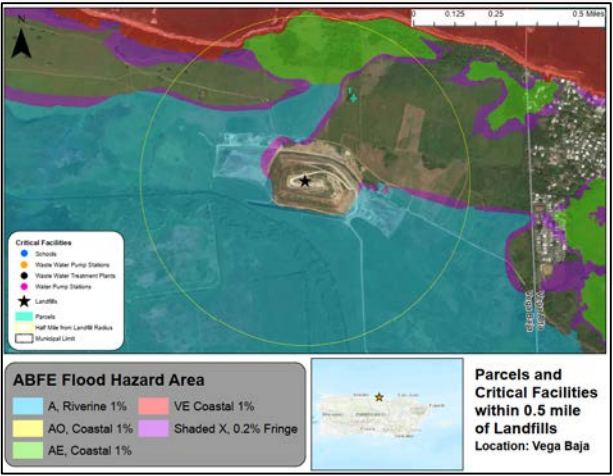 N
0 0.125 0.25 0.5 Miles
Critical Facilities
Schools
Waste Water Pump Stations
Waste Water Treatment Plants
Water Pump Stations
Landfills
Parcels
Half Mile from Landfill Radius
Municipal Limit
Vega Baja
ABFE Flood Hazard Area
A, Riverine 1%
VE Coastal 1%
AO, Coastal 1%
Shaded X, 0.2% Fringe
AE, Coastal 1%
Parcels and
Critical Facilities
within 0.5 mile
of Landfills
Location: Vega Baja